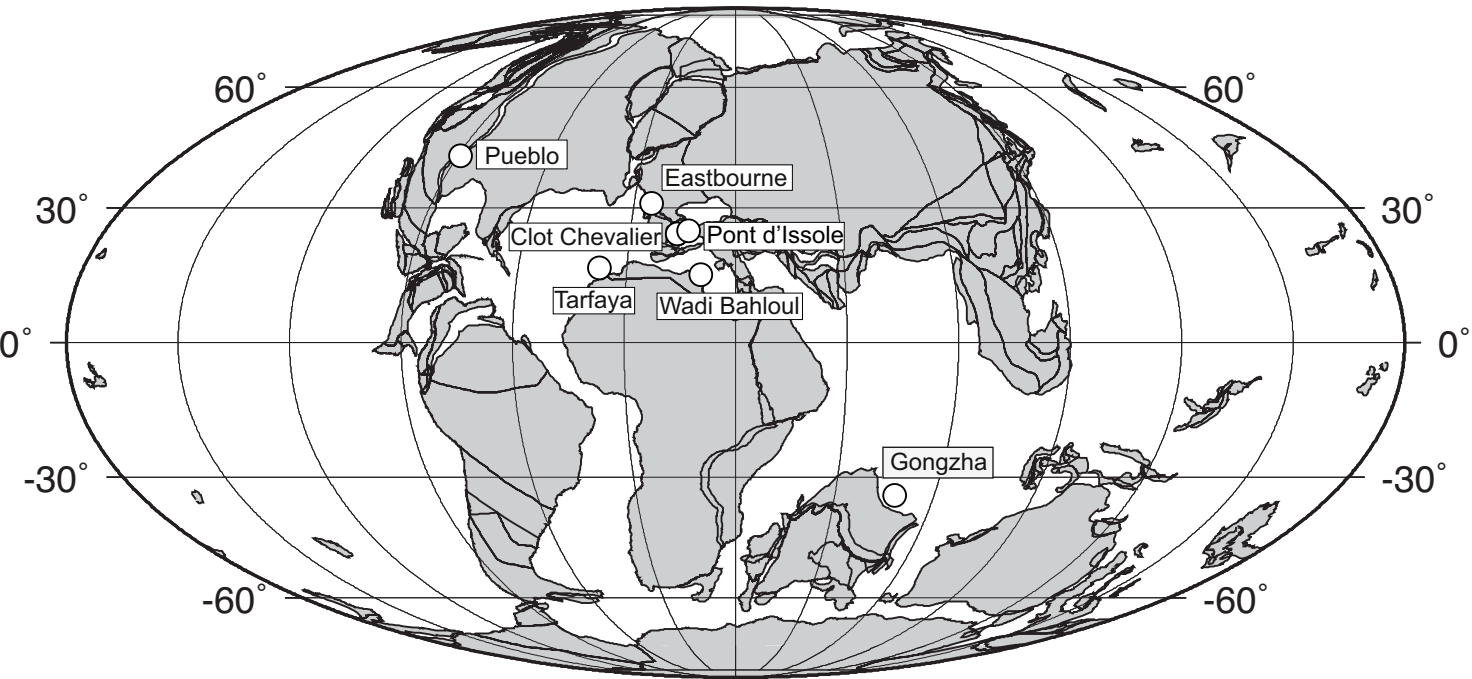 60˚
60˚
Pueblo
Eastbourne
30˚
30˚
Clot Chevalier
Pont d’Issole
Tarfaya
Wadi Bahloul
0˚
0˚
Gongzha
-30˚
-30˚
-60˚
-60˚